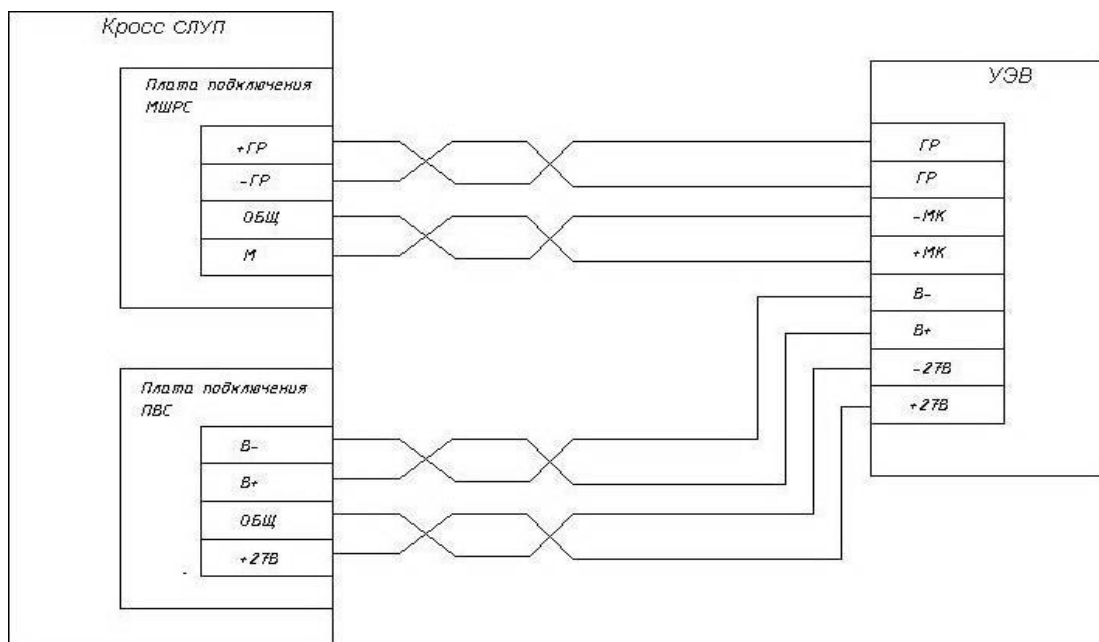 Кросс СЛУП
Плата подключения
МШРС
+ГР
-ГР
ОБЩ
М
Плата подключения
ПВС
В-
В+
ОБЩ
+27В
УЭВ
ГР
ГР
-МК
+МК
В-
В+
-27В
+27В